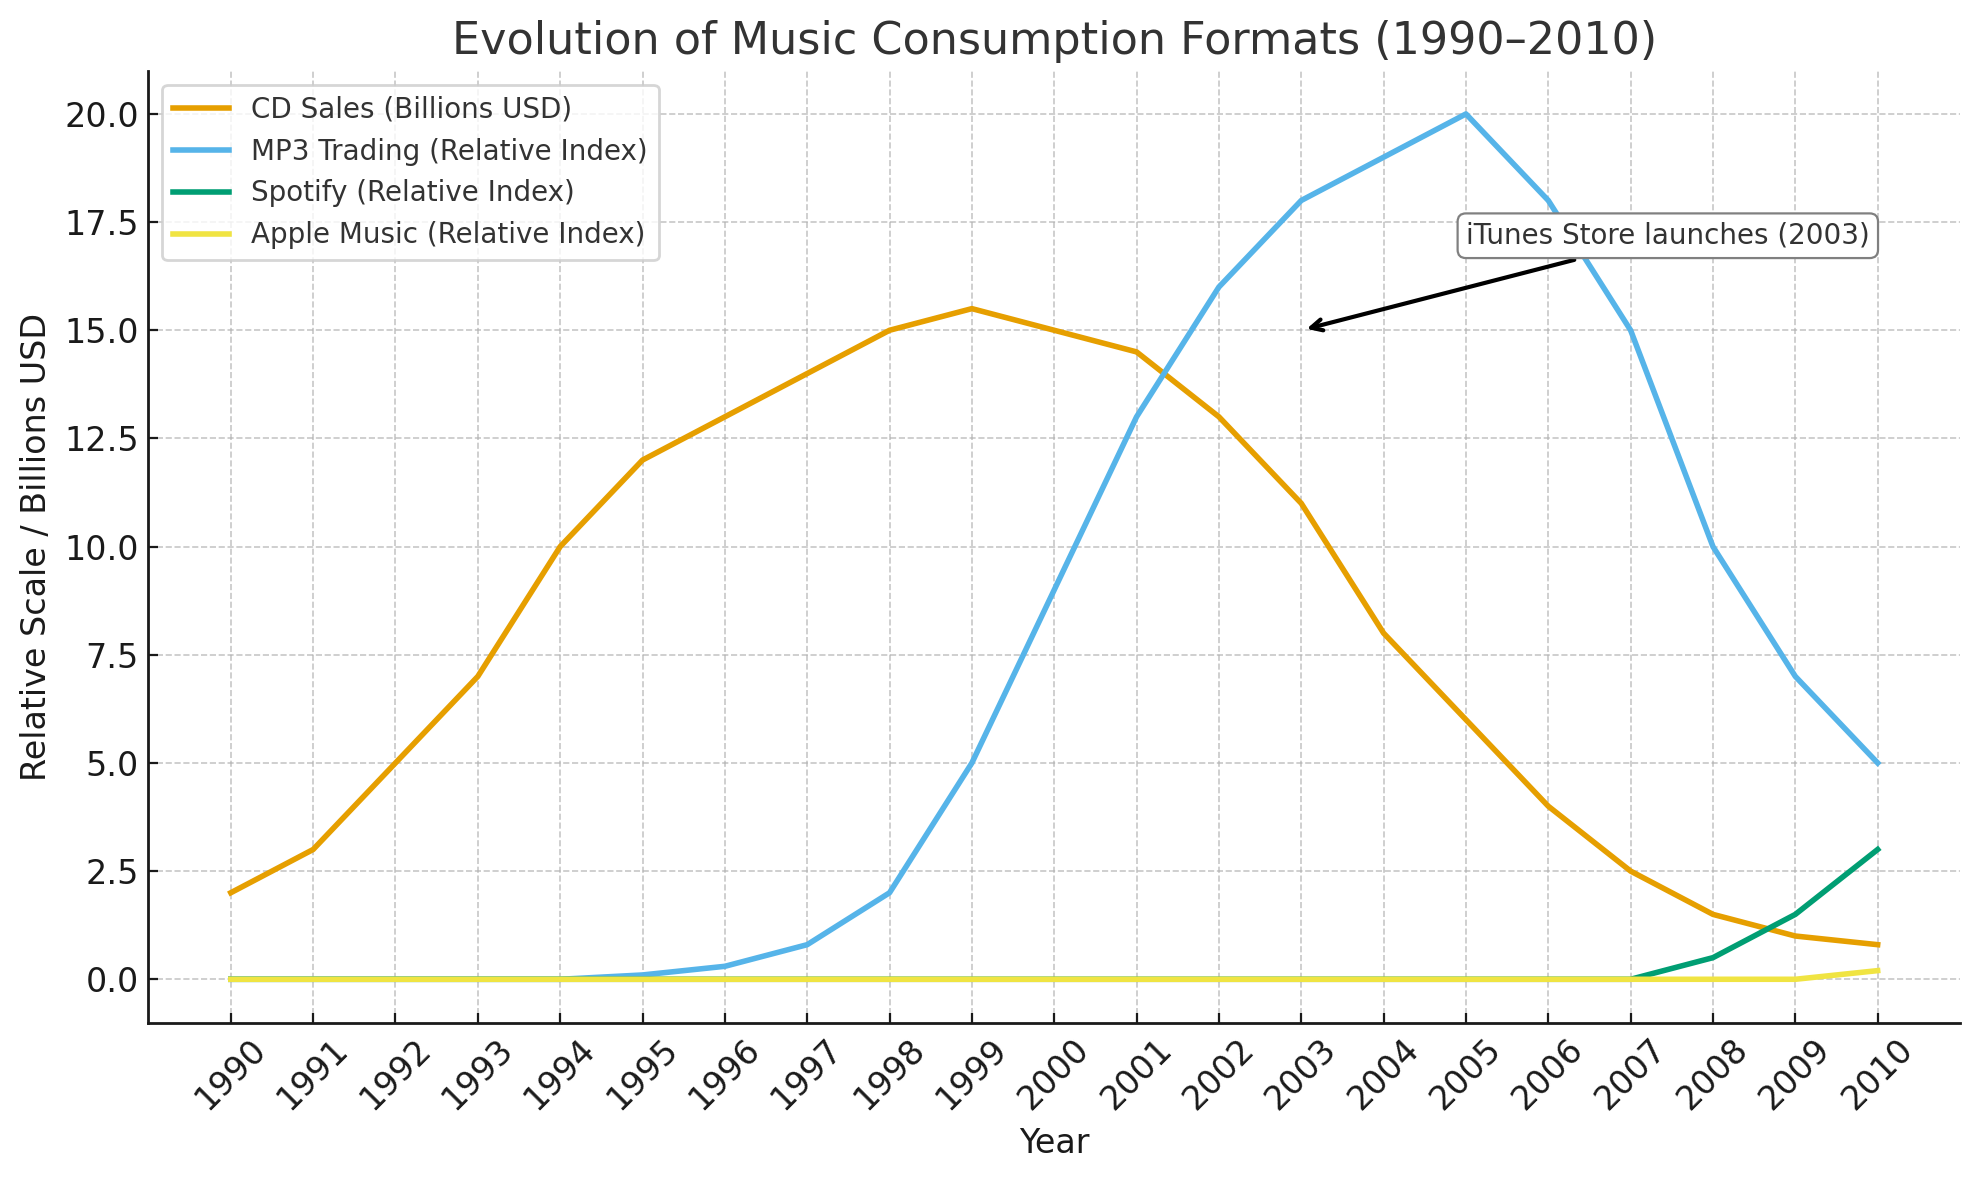 Evolution of Music Consumption Formats (1990–2010)
CD Sales (Billions USD)
MP3 Trading (Relative Index)
Spotify (Relative Index)
Apple Music (Relative Index)
iTunes Store launches (2003)
Relative Scale / Billions USD
20.0
17.5
15.0
12.5
10.0
7.5
5.0
2.5
0.0
1990 1991 1992 1993 1994 1995 1996 1997 1998 1999 2000 2001 2002 2003 2004 2005 2006 2007 2008 2009 2010
Year